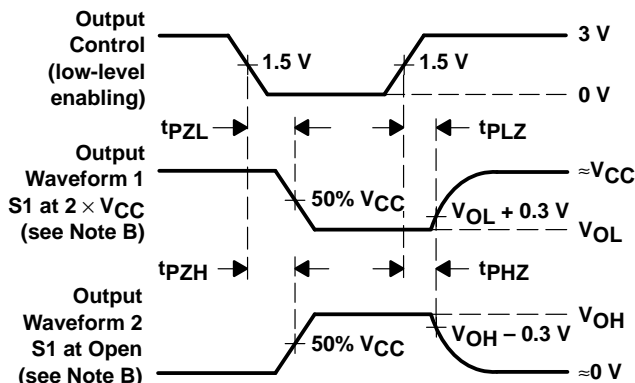 Output
Control
(low-level
enabling)
1.5 V
1.5 V
3 V
0 V
tPZL
tPLZ
Output
Waveform 1
S1 at 2 × VCC
(see Note B)
50% VCC
VOL + 0.3 V
≈VCC
VOL
tPZH
tPHZ
Output
Waveform 2
S1 at Open
(see Note B)
50% VCC
VOH – 0.3 V
VOH
≈0 V